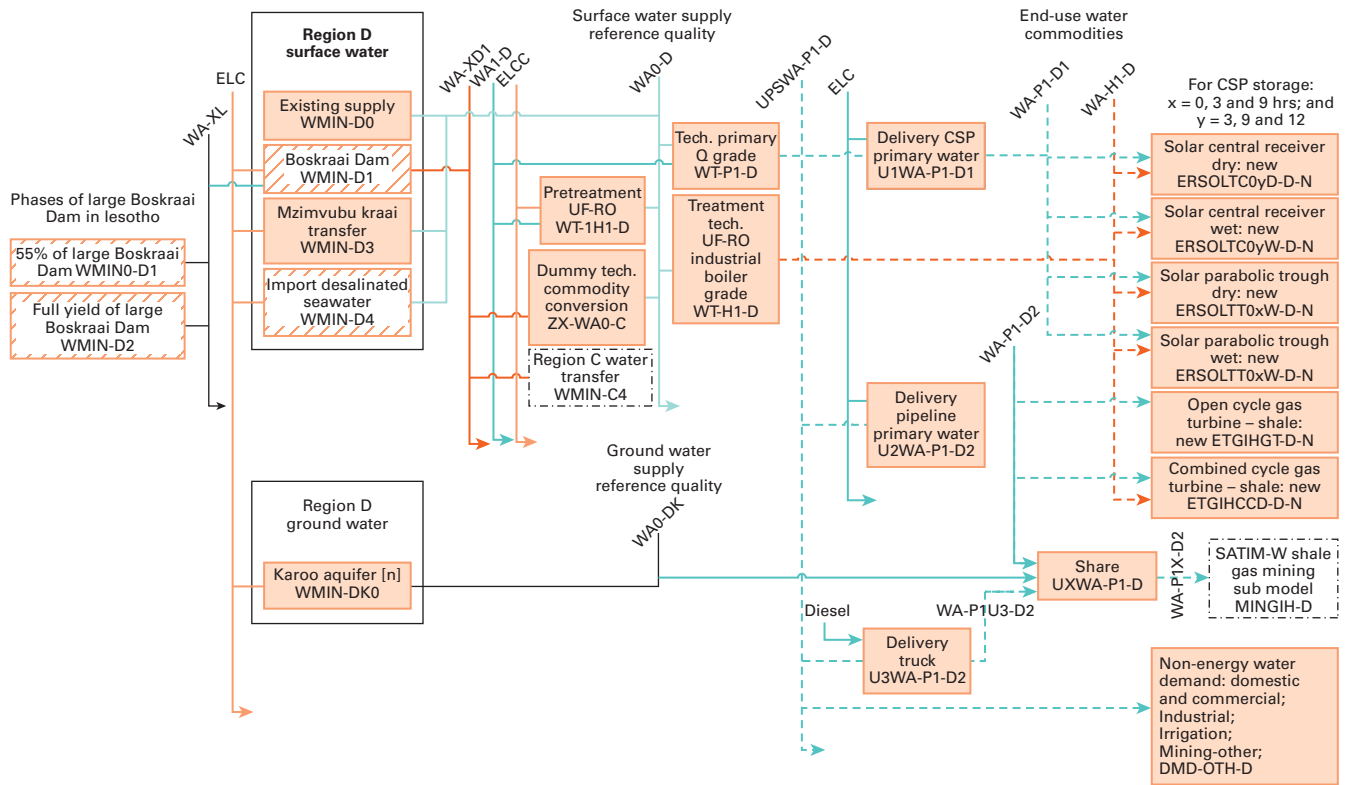 Region D
surface water
Surface water supply
reference quality
End-use water
commodities
ELC
WA-XL
WA-XD1
WA1-D
ELCC
WA0-D
UPSWA-P1-D
ELC
WA-P1-D1
WA-H1-D
For CSP storage:
x = 0, 3 and 9 hrs; and
y = 3, 9 and 12
Existing supply
WMIN-D0
Boskraai Dam
WMIN-D1
Mzimvubu kraai
transfer
WMIN-D3
Import desalinated
seawater
WMIN-D4
Phases of large Boskraai
Dam in lesotho
55% of large Boskraai
Dam WMIN0-D1
Full yield of large
Boskraai Dam
WMIN-D2
Pretreatment
UF-RO
WT-1H1-D
Dummy tech.
commodity
conversion
ZX-WA0-C
Region C water
transfer
WMIN-C4
Tech. primary
Q grade
WT-P1-D
Treatment
tech.
UF-RO
industrial
boiler
grade
WT-H1-D
Delivery CSP
primary water
U1WA-P1-D1
Delivery
pipeline
primary water
U2WA-P1-D2
WA-P1-D2
Solar central receiver
dry: new
ERSOLTC0yD-D-N
Solar central receiver
wet: new
ERSOLTC0yW-D-N
Solar parabolic trough
dry: new
ERSOLTT0xW-D-N
Solar parabolic trough
wet: new
ERSOLTT0xW-D-N
Open cycle gas
turbine – shale:
new ETGIHGT-D-N
Combined cycle gas
turbine – shale: new
ETGIHCCD-D-N
Region D
ground water
Karoo aquifer [n]
WMIN-DK0
Ground water
supply
reference quality
WA0-DK
Share
UXWA-P1-D
WA-P1X-D2
SATIM-W shale
gas mining
sub model
MINGIH-D
Diesel
WA-P1U3-D2
Delivery
truck
U3WA-P1-D2
Non-energy water
demand: domestic
and commercial;
Industrial;
Irrigation;
Mining-other;
DMD-OTH-D